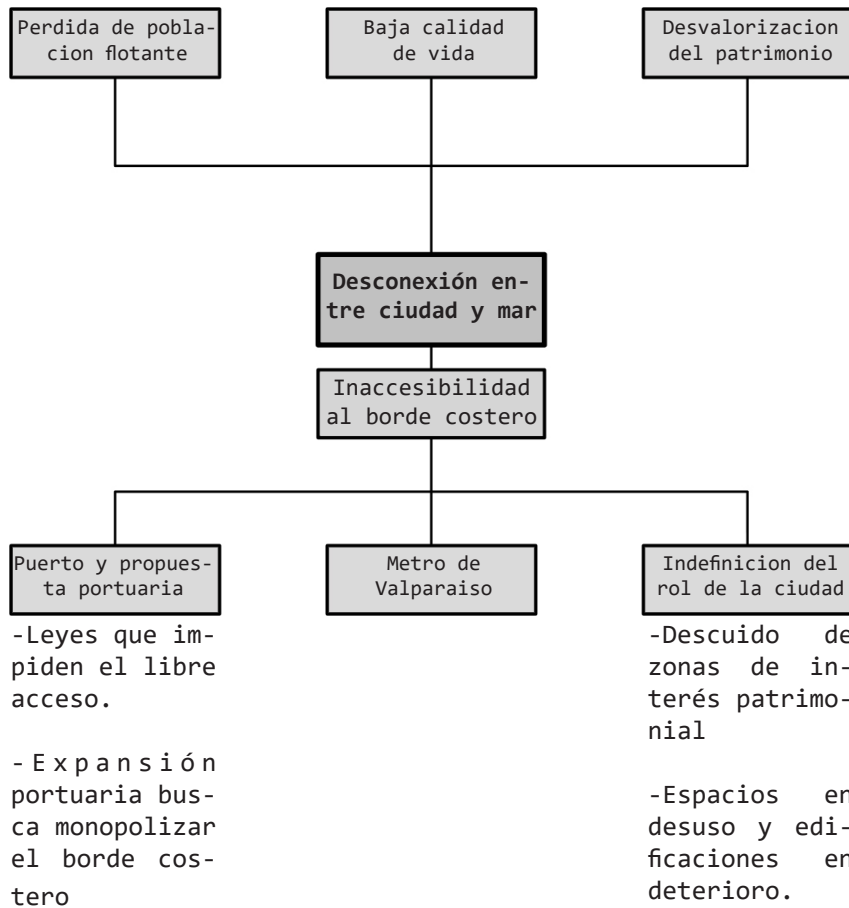 Perdida de pobla-
cion flotante
Baja calidad
de vida
Desvalorizacion
del patrimonio
Desconexión en-
tre ciudad y mar
Inaccesibilidad
al borde costero
Puerto y propues-
ta portuaria
Metro de
Valparaiso
Indefinicion del
rol de la ciudad
-Leyes que im-
piden el libre
acceso.
-Expansión
portuaria bus-
ca monopolizar
el borde cos-
tero
-Descuido de
zonas de in-
terés patrimo-
nial
-Espacios en
desuso y edi-
ficaciones en
deterioro.